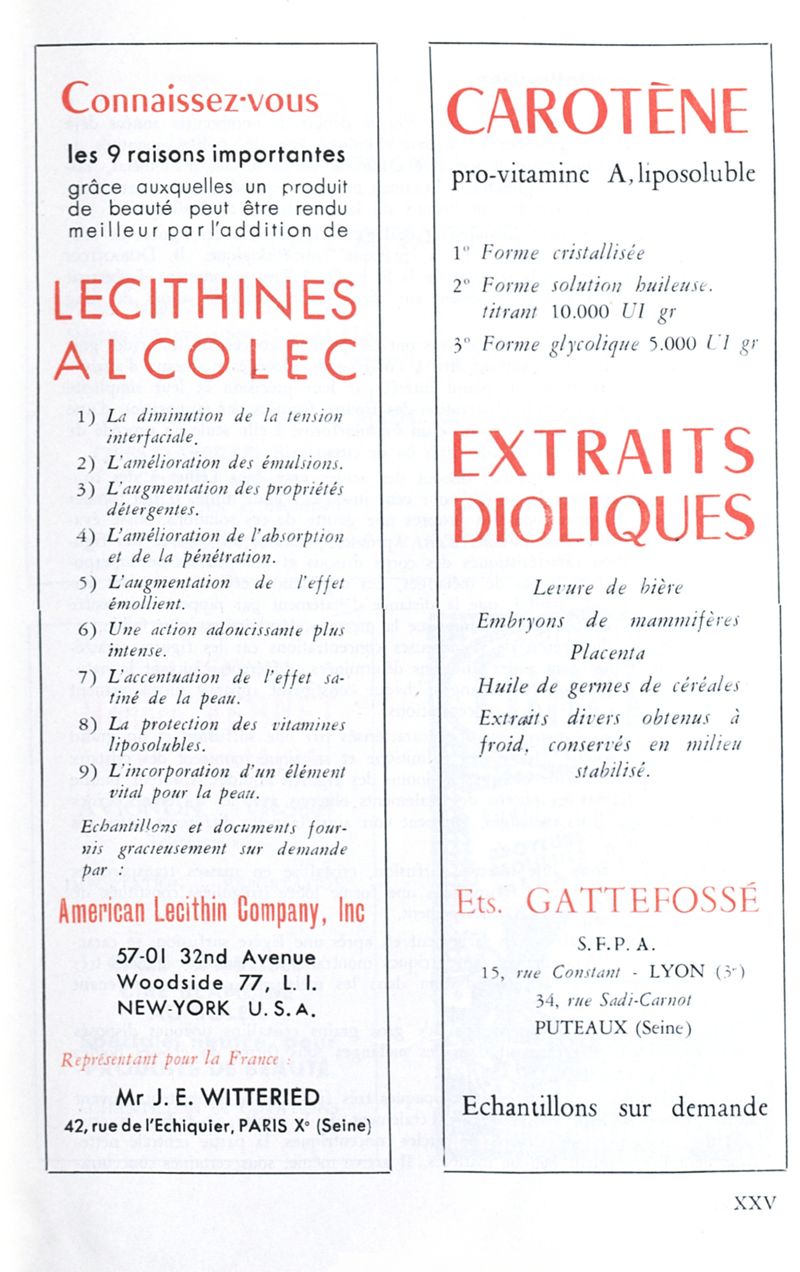 Connaissez-vous
les 9 raisons importantes
grâce auxquelles un produit
de beauté peut être rendu
meilleur par l'addition de
LECITHINES
ALCOLEC
1) La diminution de la tension
interfaciale.
2) L'amélioration des émulsions.
3) L'augmentation des propriétés
détergentes.
4) L'amélioration de l'absorption
et de la pénétration.
5) L'augmentation de l'effet
émollient.
6) Une action adoucissante plus
intense.
7) L'accentuation de l'effet sa-
tiné de la peau.
8) La protection des vitamines
liposolubles.
9) L'incorporation d'un élément
vital pour la peau.
Echantillons et documents four-
nis gracieusement sur demande
par :
American Lecithin Company, Inc
57-01 32nd Avenue
Woodside 77, L.I.
NEW-YORK U.S.A.
Représentant pour la France :
Mr J. E. WITTERIED
42, rue de l'Echiquier, PARIS Xe (Seine)
CAROTÈNE
pro-vitamine A, liposoluble
1° Forme cristallisée
2° Forme solution huileuse.
titrant 10.000 UI gr
3° Forme glycolique 5.000 UI gr
EXTRAITS
DIOLIQUES
Levure de bière
Embryons de mammifères
Placenta
Huile de germes de céréales
Extraits divers obtenus à
froid, conservés en milieu
stabilisé.
Ets. GATTEFOSSÉ
S.F.P.A.
15, rue Constant - LYON (3e)
34, rue Sadi-Carnot
PUTEAUX (Seine)
Echantillons sur demande
XXV